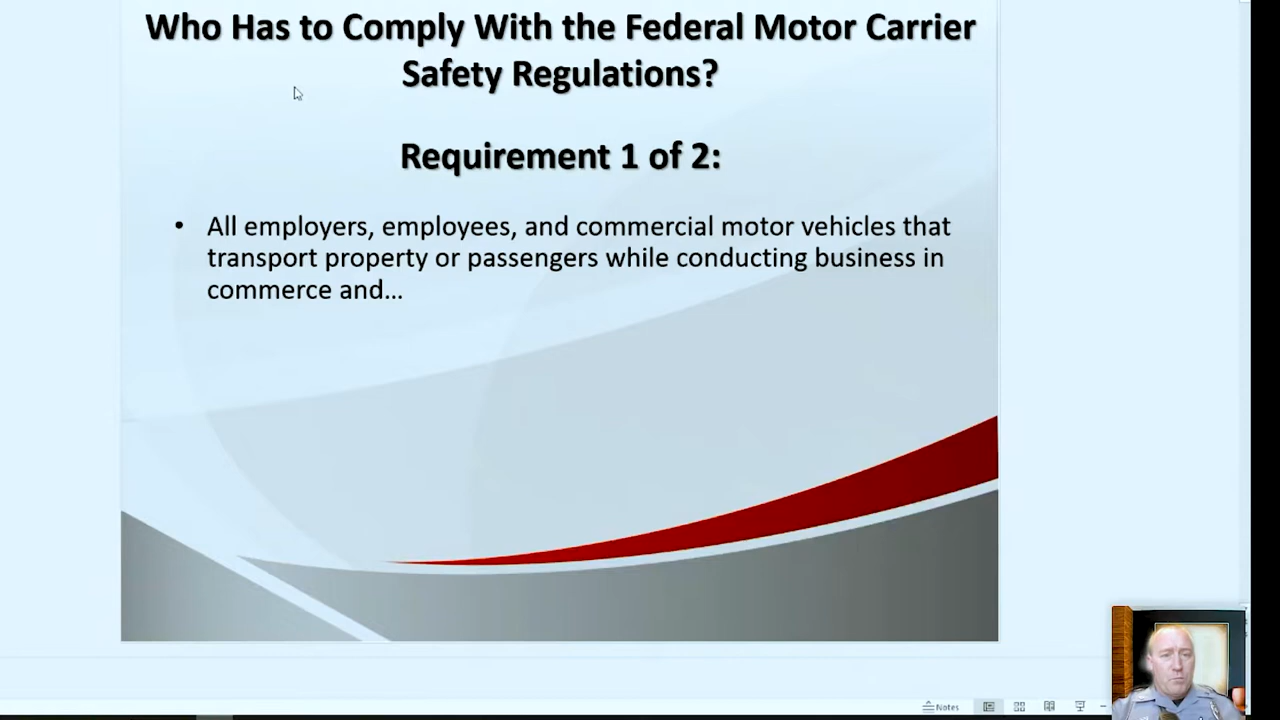 Who Has to Comply With the Federal Motor Carrier
Safety Regulations?
Requirement 1 of 2:
• All employers, employees, and commercial motor vehicles that
transport property or passengers while conducting business in
commerce and...
Notes